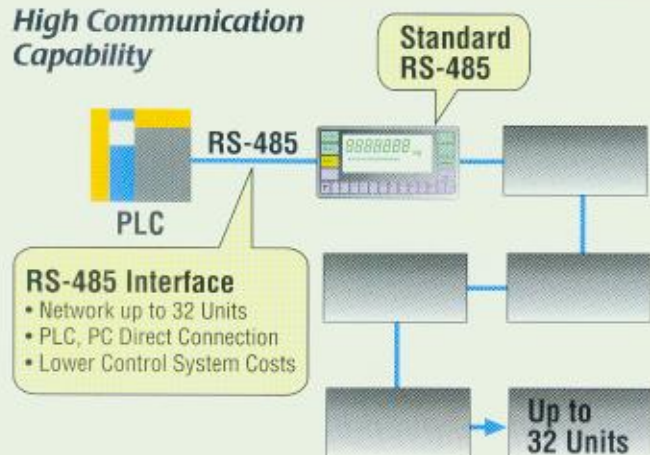 High Communication
Capability
Standard
RS-485
RS-485
8888888
PLC
RS-485 Interface
• Network up to 32 Units
• PLC, PC Direct Connection
• Lower Control System Costs
Up to
32 Units